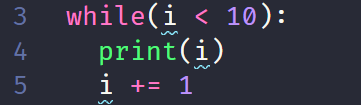 3 while(i < 10):
4   print(i)
5   i += 1